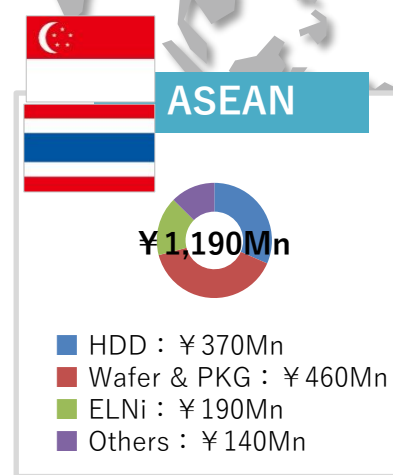 ASEAN
￥1,190Mn
HDD：￥370Mn
Wafer & PKG：￥460Mn
ELNi：￥190Mn
Others：￥140Mn